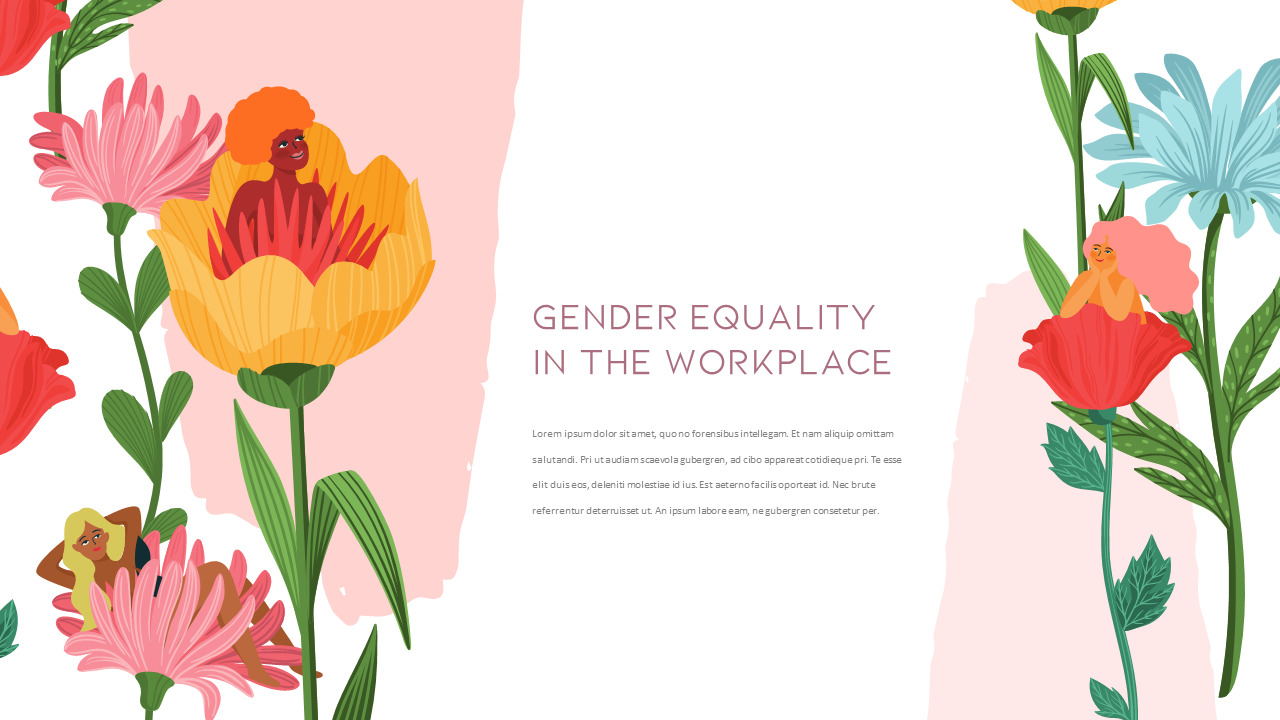 GENDER EQUALITY
IN THE WORKPLACE
Lorem ipsum dolor sit amet, quo no forensibus intellegam. Et nam aliquip omittam
salutandi. Pri ut audiam scaevola gubergren, ad cibo appareat cotidieque pri. Te esse
elit duis eos, deleniti molestiae id ius. Est aeterno facilis oporteat id. Nec brute
referrentur deterruisset ut. An ipsum labore eam, ne gubergren consetetur per.